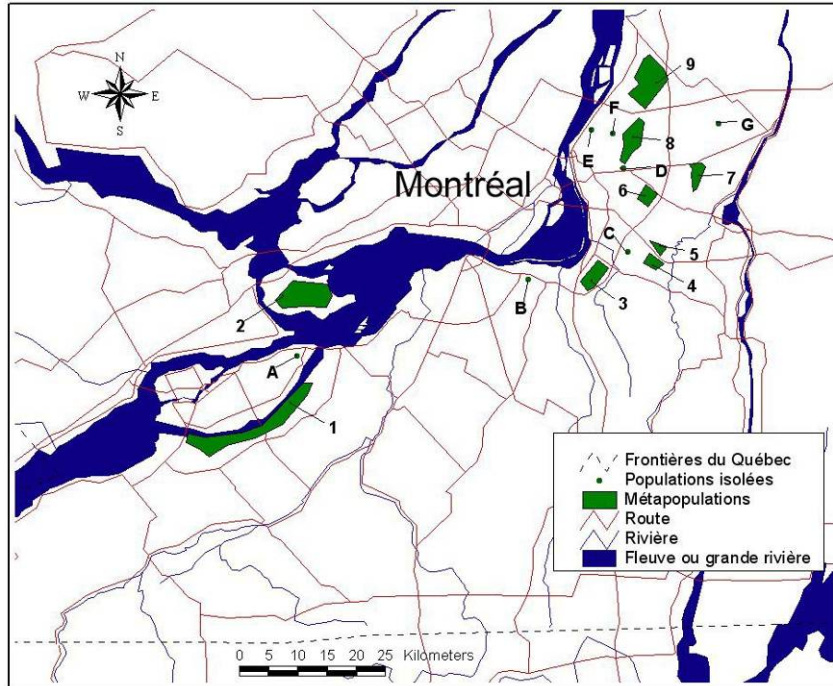 N
W E
S
9
F
G
E
8
D
7
Montréal
6
C
5
4
3
B
2
A
1
Frontières du Québec
Populations isolées
Métapopulations
Route
Rivière
Fleuve ou grande rivière
0 5 10 15 20 25 Kilometers